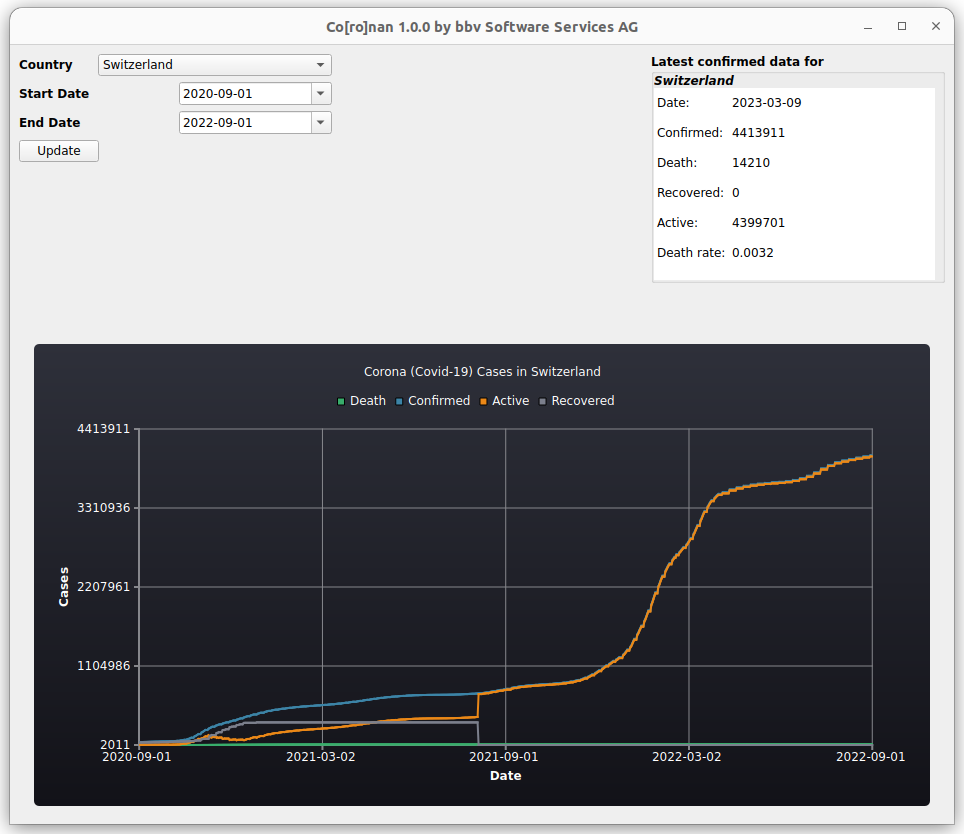 Co[ro]nan 1.0.0 by bbv Software Services AG
Country Switzerland
Start Date 2020-09-01
End Date 2022-09-01
Update
Latest confirmed data for
Switzerland
Date: 2023-03-09
Confirmed: 4413911
Death: 14210
Recovered: 0
Active: 4399701
Death rate: 0.0032
Corona (Covid-19) Cases in Switzerland
Death Confirmed Active Recovered
4413911
3310936
2207961
1104986
2011
Cases
2020-09-01 2021-03-02 2021-09-01 2022-03-02 2022-09-01
Date